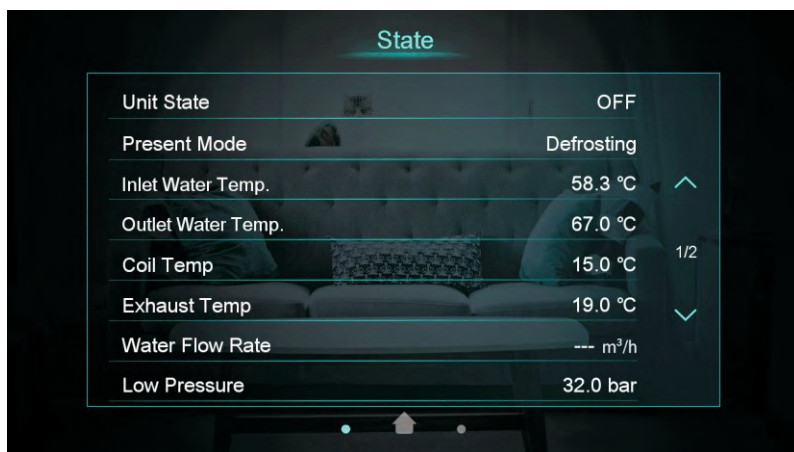 State
Unit State OFF
Present Mode Defrosting
Inlet Water Temp. 58.3 ℃
Outlet Water Temp. 67.0 ℃
Coil Temp 15.0 ℃
1/2
Exhaust Temp 19.0 ℃
Water Flow Rate --- m³/h
Low Pressure 32.0 bar